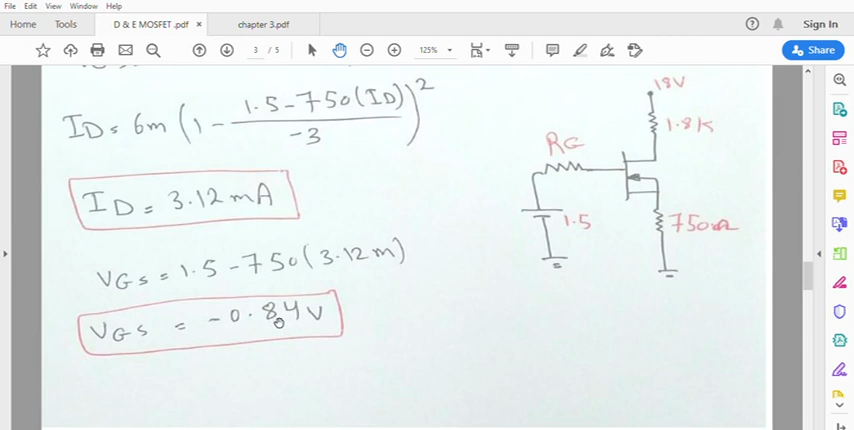 File Edit View Window Help
Home Tools D & E MOSFET .pdf × chapter 3.pdf Sign In
3 / 5 125% Share
ID = 6m (1 - 1.5 - 750 (ID) / -3)²
ID = 3.12 mA
VGS = 1.5 - 750 (3.12 m)
VGS = -0.84 V
18V
1.8K
RG
1.5
750Ω